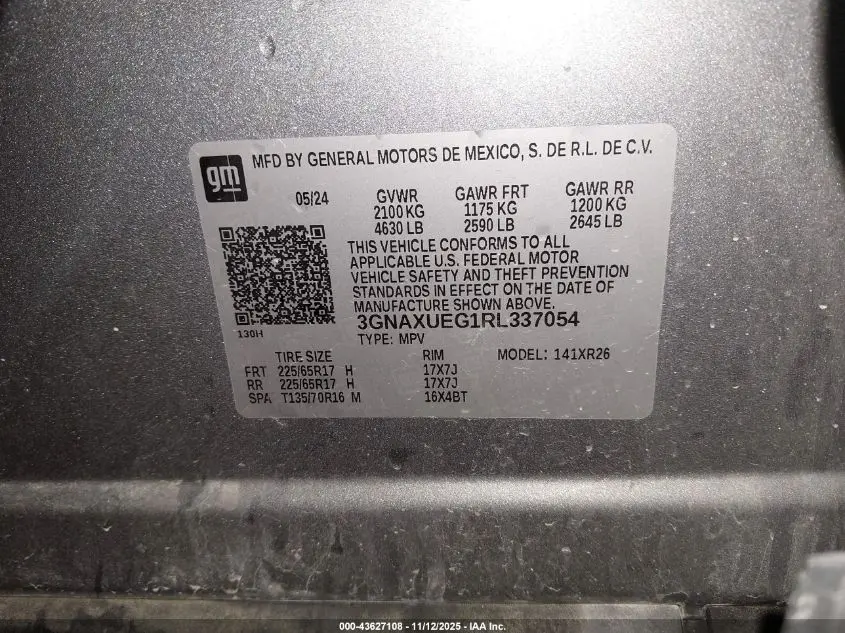 gm
MFD BY GENERAL MOTORS DE MEXICO, S. DE R.L. DE C.V.
05/24 GVWR GAWR FRT GAWR RR
2100 KG 1175 KG 1200 KG
4630 LB 2590 LB 2645 LB
THIS VEHICLE CONFORMS TO ALL
APPLICABLE U.S. FEDERAL MOTOR
VEHICLE SAFETY AND THEFT PREVENTION
STANDARDS IN EFFECT ON THE DATE OF
MANUFACTURE SHOWN ABOVE.
130H 3GNAXUEG1RL337054
TYPE: MPV
TIRE SIZE RIM MODEL: 141XR26
FRT 225/65R17 H 17X7J
RR 225/65R17 H 17X7J
SPA T135/70R16 M 16X4BT
000-43627108 - 11/12/2025 - IAA Inc.